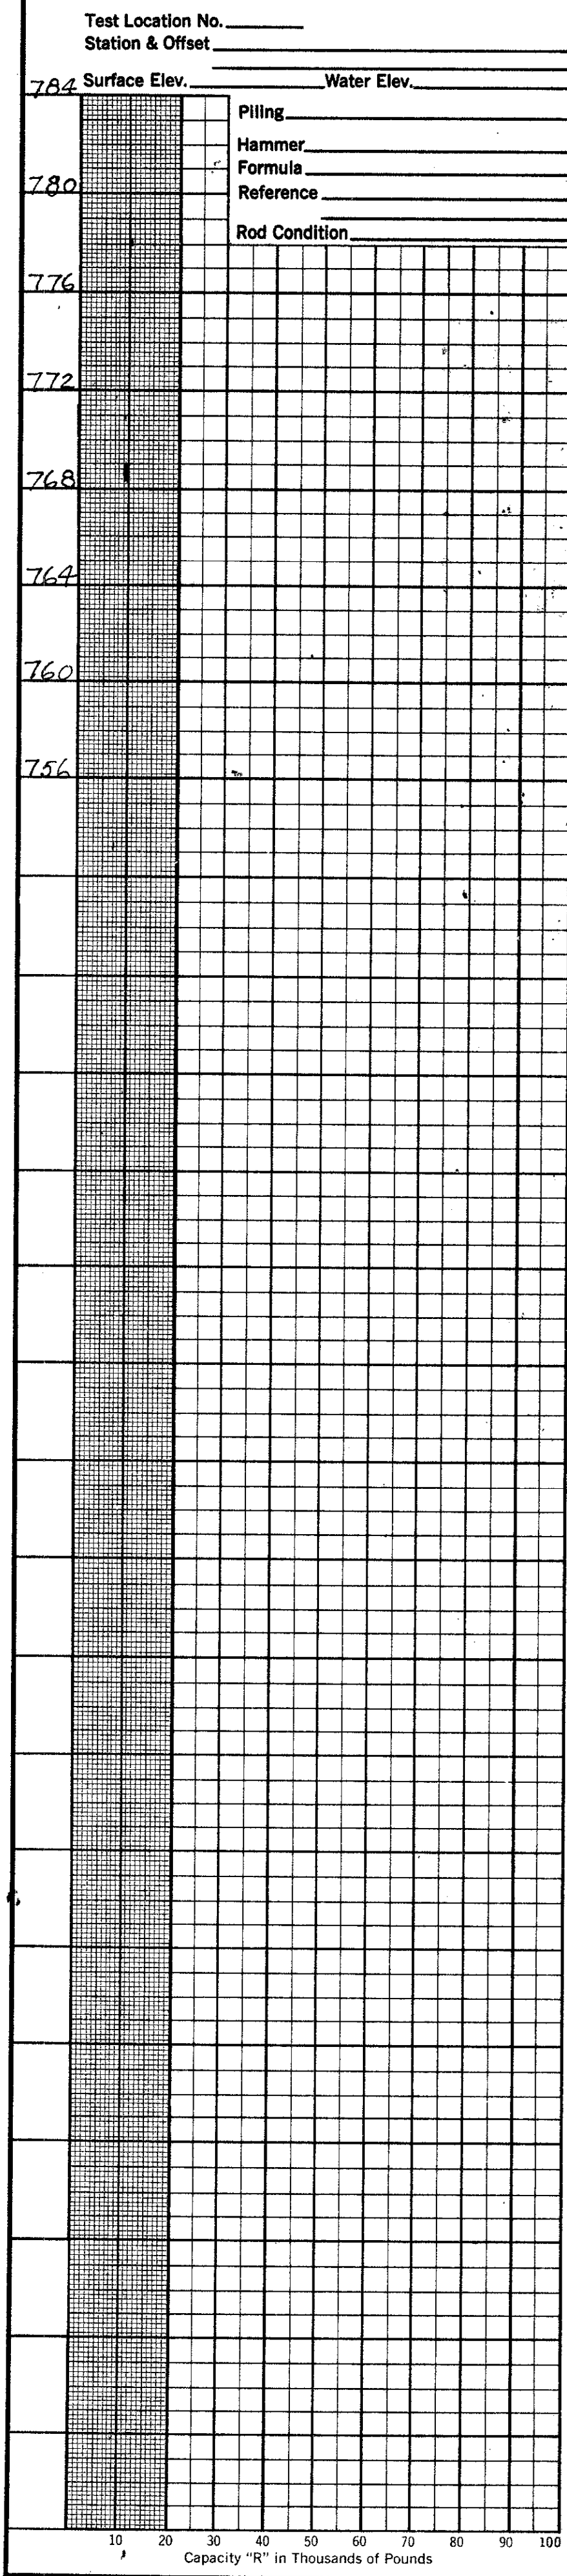 Test Location No.
Station & Offset
Surface Elev. Water Elev.
784
Piling
Hammer
Formula
780
Reference
Rod Condition
776
772
768
764
760
756
10 20 30 40 50 60 70 80 90 100
Capacity "R" in Thousands of Pounds